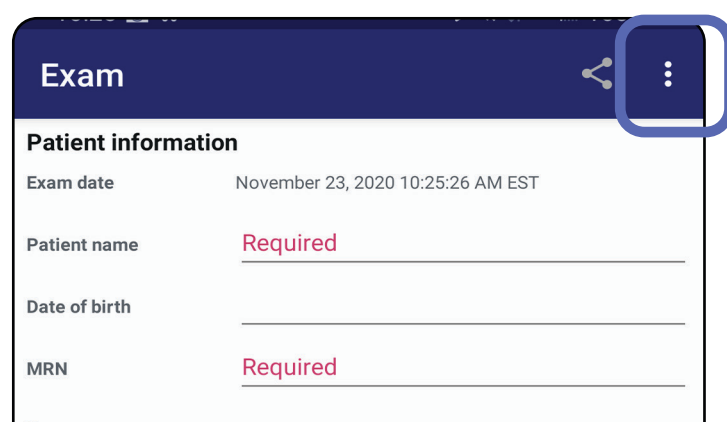 Exam
Patient information
Exam date November 23, 2020 10:25:26 AM EST
Patient name Required
Date of birth
MRN Required